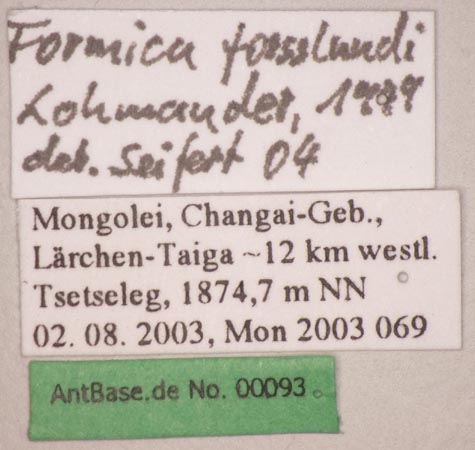 Formica forsslundi
Lohmander, 1949
det. Seifert 04
Mongolei, Changai-Geb.,
Lärchen-Taiga ~12 km westl.
Tsetseleg, 1874,7 m NN
02. 08. 2003, Mon 2003 069
AntBase.de No. 00093